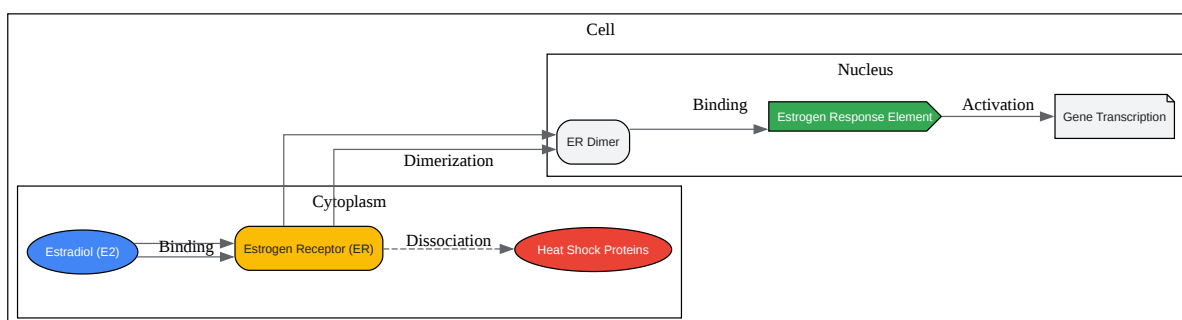 Cell
Nucleus
Binding
Estrogen Response Element
Activation
Gene Transcription
ER Dimer
Dimerization
Cytoplasm
Estradiol (E2)
Binding
Estrogen Receptor (ER)
Dissociation
Heat Shock Proteins